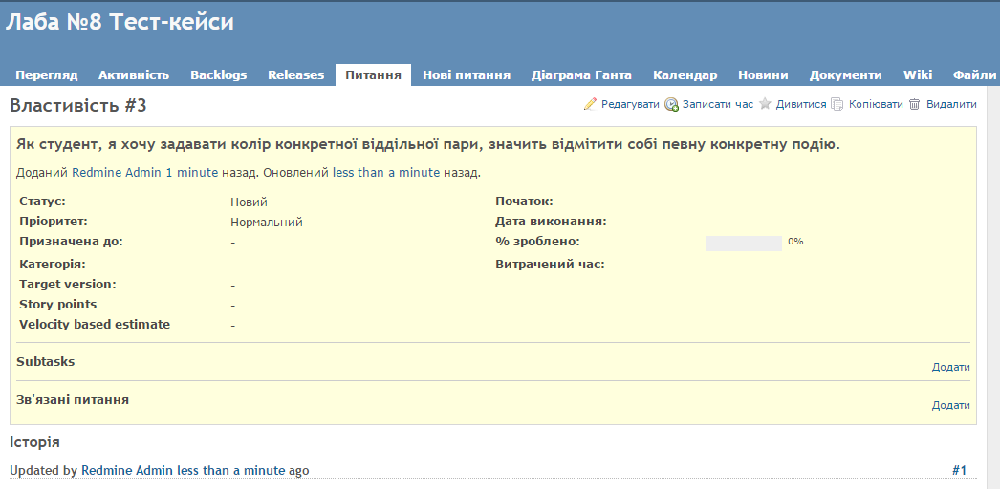 Лаба №8 Тест-кейси
Перегляд Активність Backlogs Releases Питання Нові питання Діаграма Ганта Календар Новини Документи Wiki Файли
Властивість #3 Редагувати Записати час Дивитися Копіювати Видалити
Як студент, я хочу задавати колір конкретної віддільної пари, значить відмітити собі певну конкретну подію.
Доданий Redmine Admin 1 minute назад. Оновлений less than a minute назад.
Статус: Новий Початок:
Пріоритет: Нормальний Дата виконання:
Призначена до: - % зроблено: 0%
Категорія: - Витрачений час: -
Target version: -
Story points -
Velocity based estimate -
Subtasks Додати
Зв'язані питання Додати
Історія
Updated by Redmine Admin less than a minute ago #1